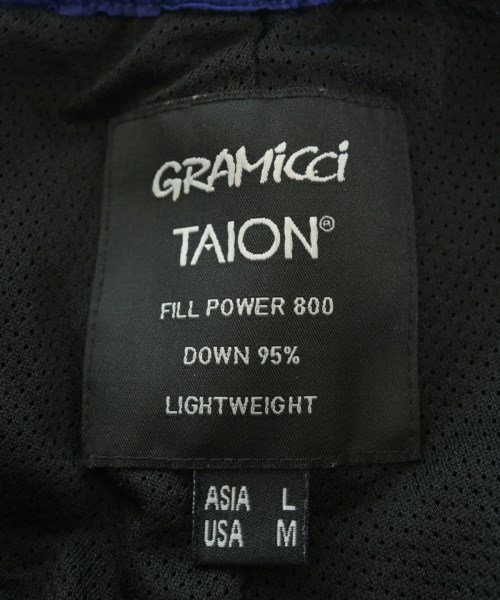 GRAMiCCi
TAION®
FILL POWER 800
DOWN 95%
LIGHTWEIGHT
ASIA L
USA M